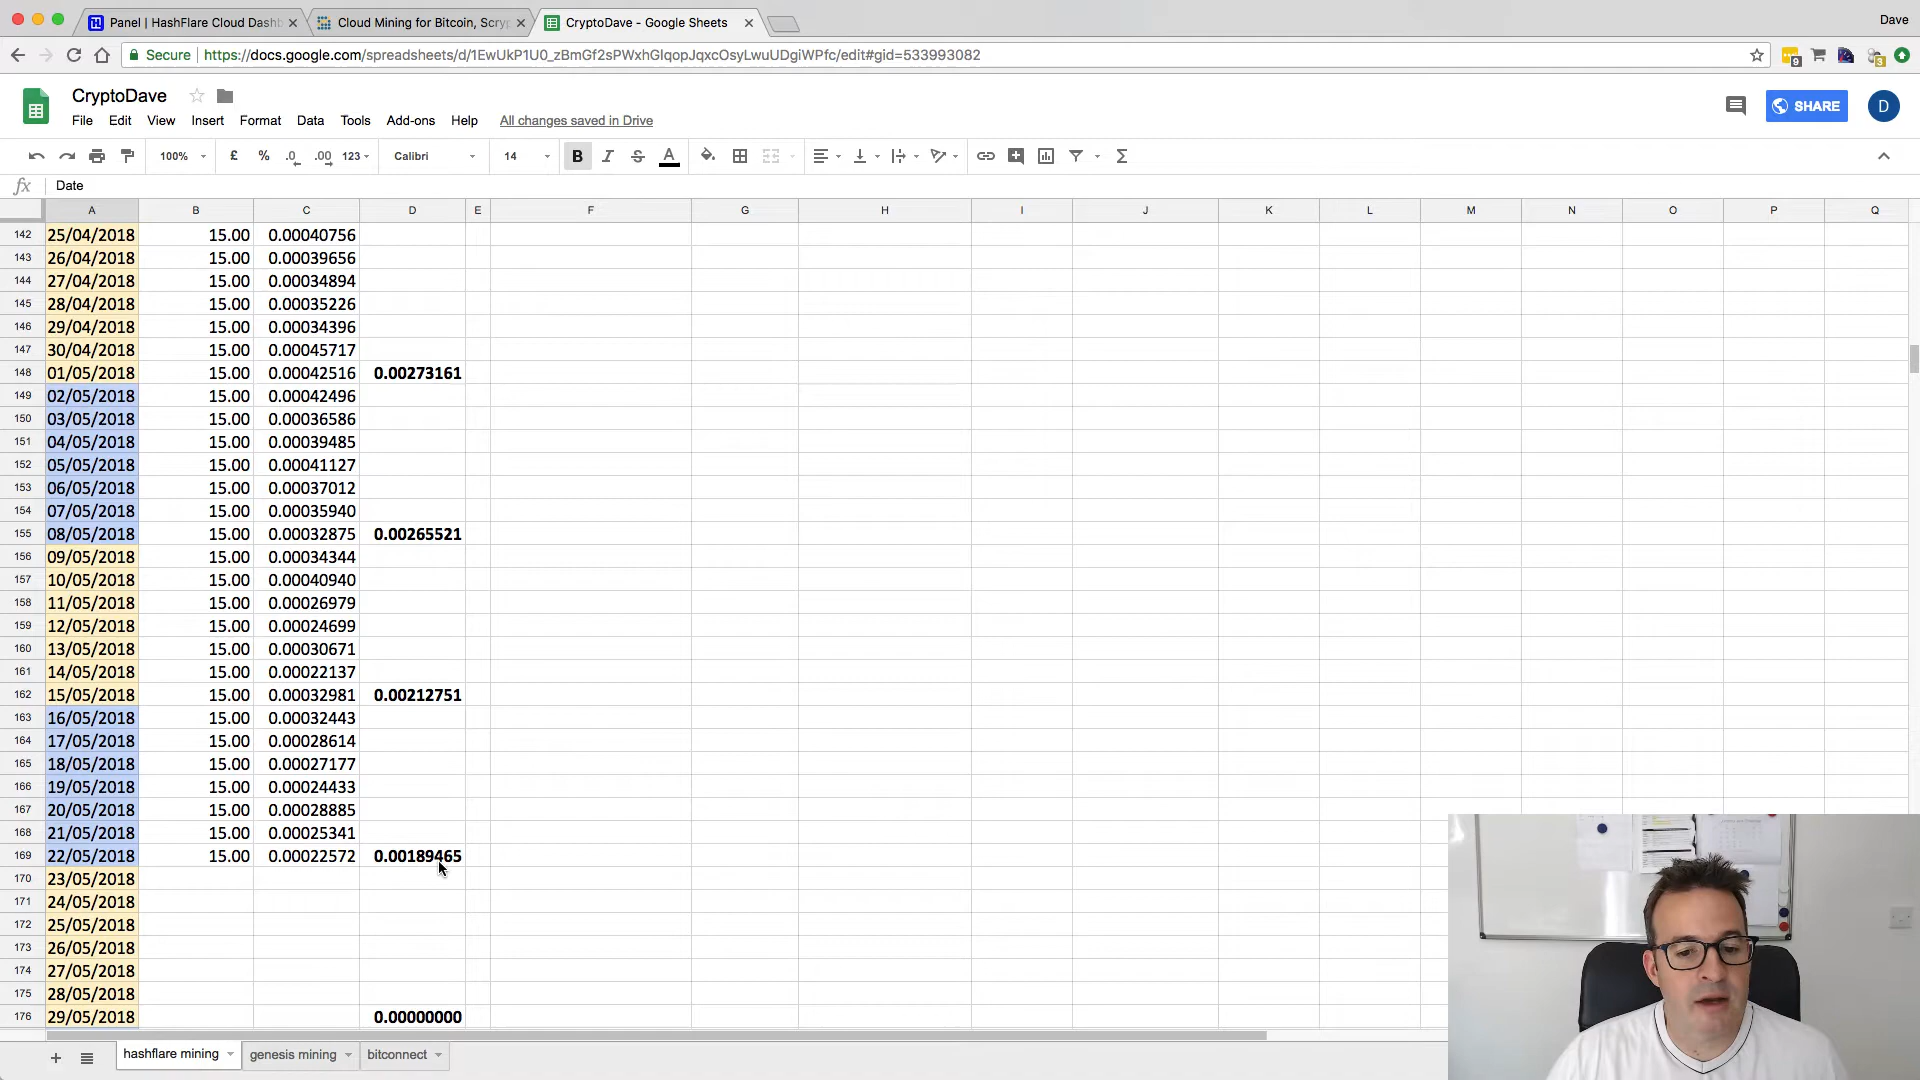 Panel | HashFlare Cloud Dashb
Cloud Mining for Bitcoin, Scryp
CryptoDave - Google Sheets
Dave
Secure
https://docs.google.com/spreadsheets/d/1EwUkP1U0_zBmGf2sPWxhGIqopJqxcOsyLwuUDgiWPfc/edit#gid=533993082
9
3
CryptoDave
SHARE
D
File Edit View Insert Format Data Tools Add-ons Help All changes saved in Drive
100% £ % .0 .00 123 Calibri 14 B I S A Σ
fx Date
A B C D E F G H I J K L M N O P Q
142 25/04/2018 15.00 0.00040756
143 26/04/2018 15.00 0.00039656
144 27/04/2018 15.00 0.00034894
145 28/04/2018 15.00 0.00035226
146 29/04/2018 15.00 0.00034396
147 30/04/2018 15.00 0.00045717
148 01/05/2018 15.00 0.00042516 0.00273161
149 02/05/2018 15.00 0.00042496
150 03/05/2018 15.00 0.00036586
151 04/05/2018 15.00 0.00039485
152 05/05/2018 15.00 0.00041127
153 06/05/2018 15.00 0.00037012
154 07/05/2018 15.00 0.00035940
155 08/05/2018 15.00 0.00032875 0.00265521
156 09/05/2018 15.00 0.00034344
157 10/05/2018 15.00 0.00040940
158 11/05/2018 15.00 0.00026979
159 12/05/2018 15.00 0.00024699
160 13/05/2018 15.00 0.00030671
161 14/05/2018 15.00 0.00022137
162 15/05/2018 15.00 0.00032981 0.00212751
163 16/05/2018 15.00 0.00032443
164 17/05/2018 15.00 0.00028614
165 18/05/2018 15.00 0.00027177
166 19/05/2018 15.00 0.00024433
167 20/05/2018 15.00 0.00028885
168 21/05/2018 15.00 0.00025341
169 22/05/2018 15.00 0.00022572 0.00189465
170 23/05/2018
171 24/05/2018
172 25/05/2018
173 26/05/2018
174 27/05/2018
175 28/05/2018
176 29/05/2018 0.00000000
hashflare mining genesis mining bitconnect